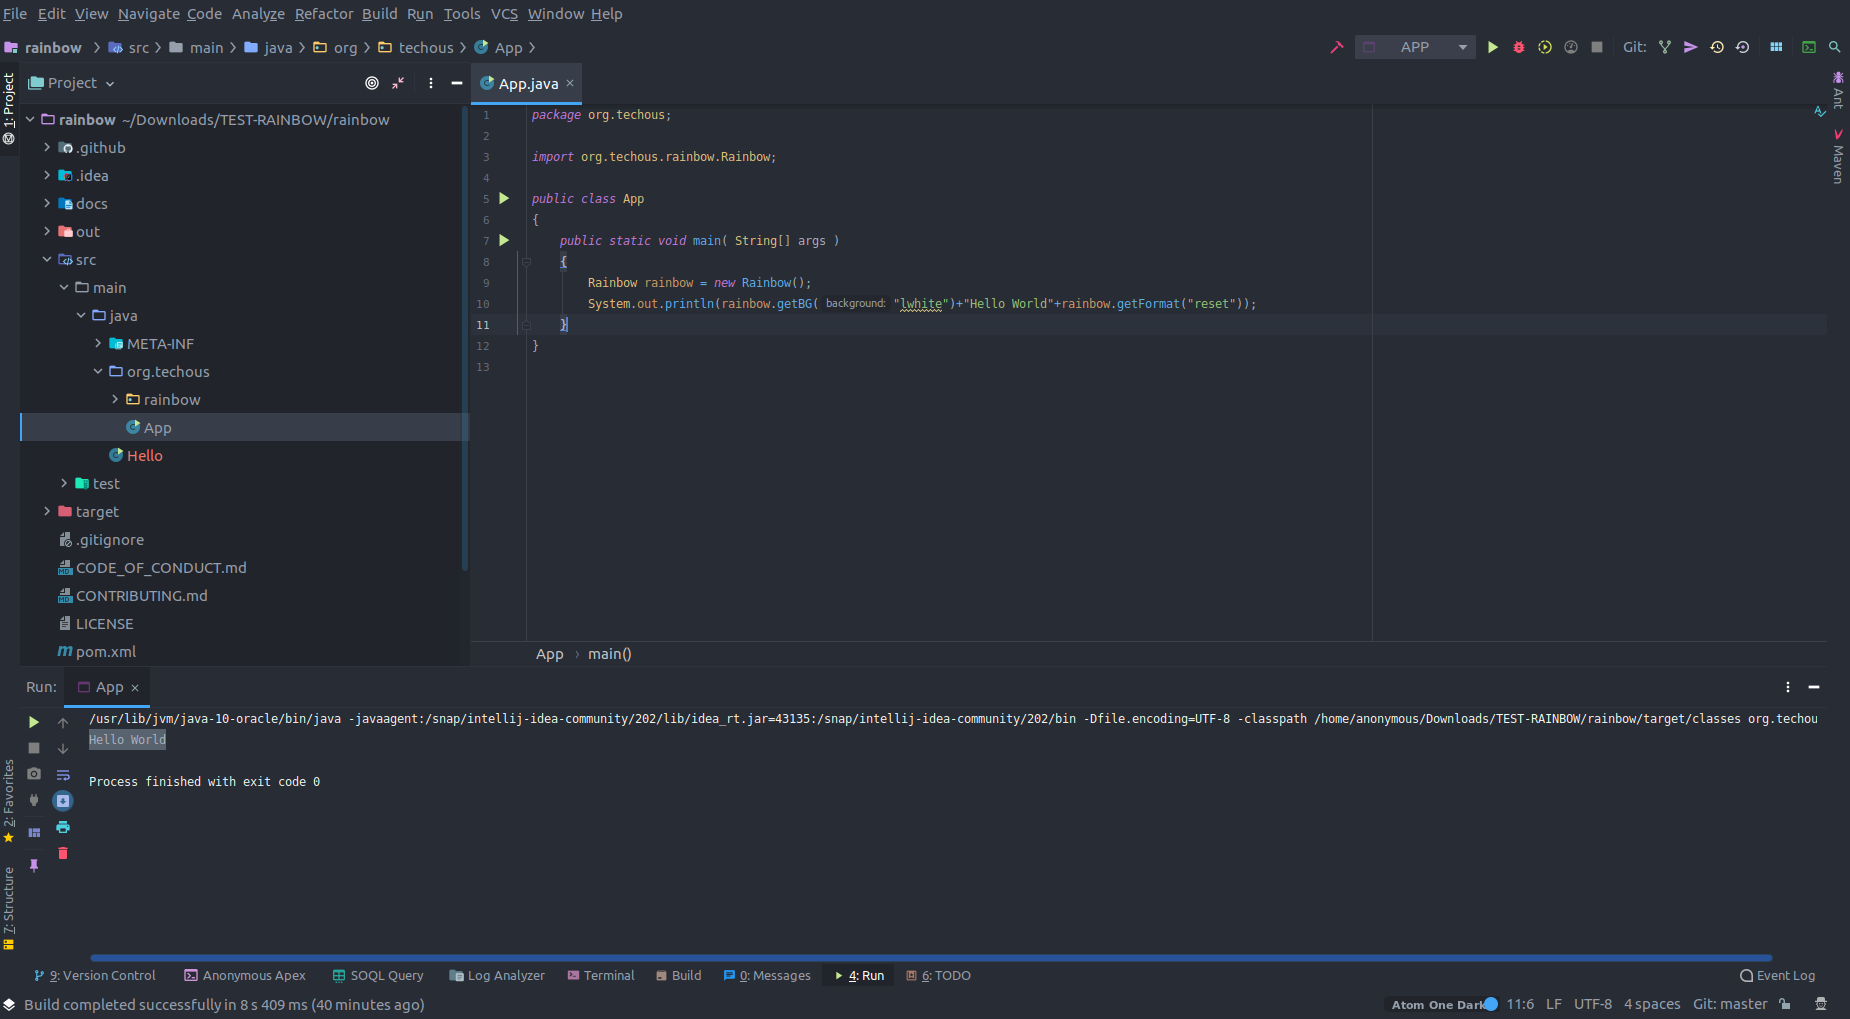 File Edit View Navigate Code Analyze Refactor Build Run Tools VCS Window Help
rainbow src main java org techous App
APP
Git:
Project
App.java
1: Project
Ant
Maven
rainbow ~/Downloads/TEST-RAINBOW/rainbow
.github
.idea
docs
out
src
main
java
META-INF
org.techous
rainbow
App
Hello
test
target
.gitignore
CODE_OF_CONDUCT.md
CONTRIBUTING.md
LICENSE
pom.xml
1 package org.techous;
2
3 import org.techous.rainbow.Rainbow;
4
5 public class App
6 {
7 public static void main( String[] args )
8 {
9 Rainbow rainbow = new Rainbow();
10 System.out.println(rainbow.getBG( background: "lwhite")+"Hello World"+rainbow.getFormat("reset"));
11 }
12 }
13
App main()
Run: App
/usr/lib/jvm/java-10-oracle/bin/java -javaagent:/snap/intellij-idea-community/202/lib/idea_rt.jar=43135:/snap/intellij-idea-community/202/bin -Dfile.encoding=UTF-8 -classpath /home/anonymous/Downloads/TEST-RAINBOW/rainbow/target/classes org.techou
Hello World
Process finished with exit code 0
2: Favorites
7: Structure
9: Version Control Anonymous Apex SOQL Query Log Analyzer Terminal Build 0: Messages 4: Run 6: TODO Event Log
Build completed successfully in 8 s 409 ms (40 minutes ago)
Atom One Dark 11:6 LF UTF-8 4 spaces Git: master